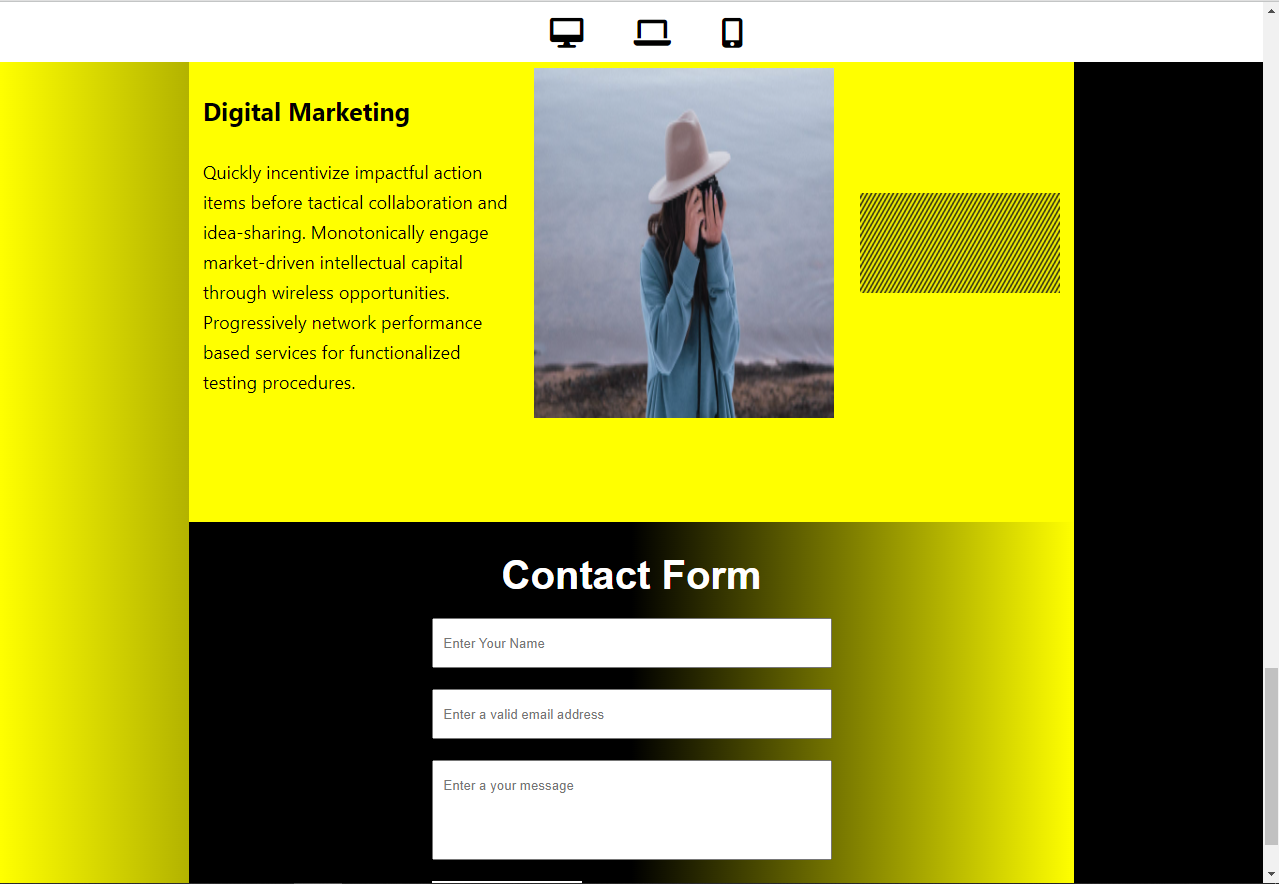 Digital Marketing
Quickly incentivize impactful action
items before tactical collaboration and
idea-sharing. Monotonically engage
market-driven intellectual capital
through wireless opportunities.
Progressively network performance
based services for functionalized
testing procedures.
Contact Form
Enter Your Name
Enter a valid email address
Enter a your message